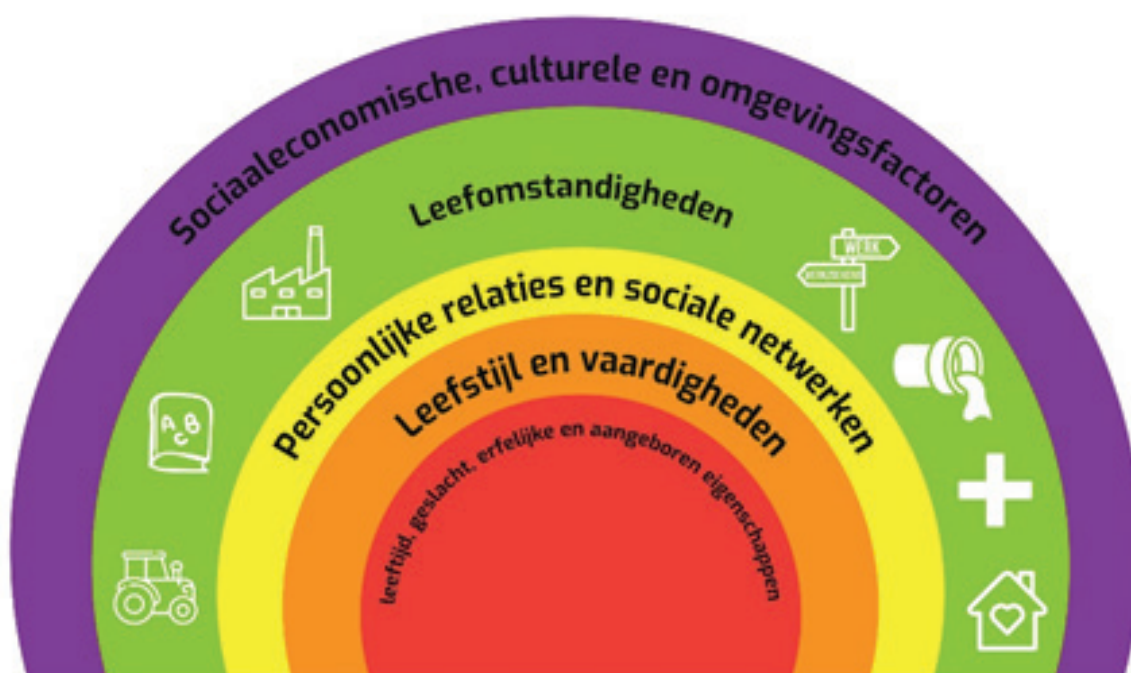 Sociaaleconomische, culturele en omgevingsfactoren
Leefomstandigheden
WERK
Persoonlijke relaties en sociale netwerken
Leefstijl en vaardigheden
A B C
leeftijd, geslacht, erfelijke en aangeboren eigenschappen